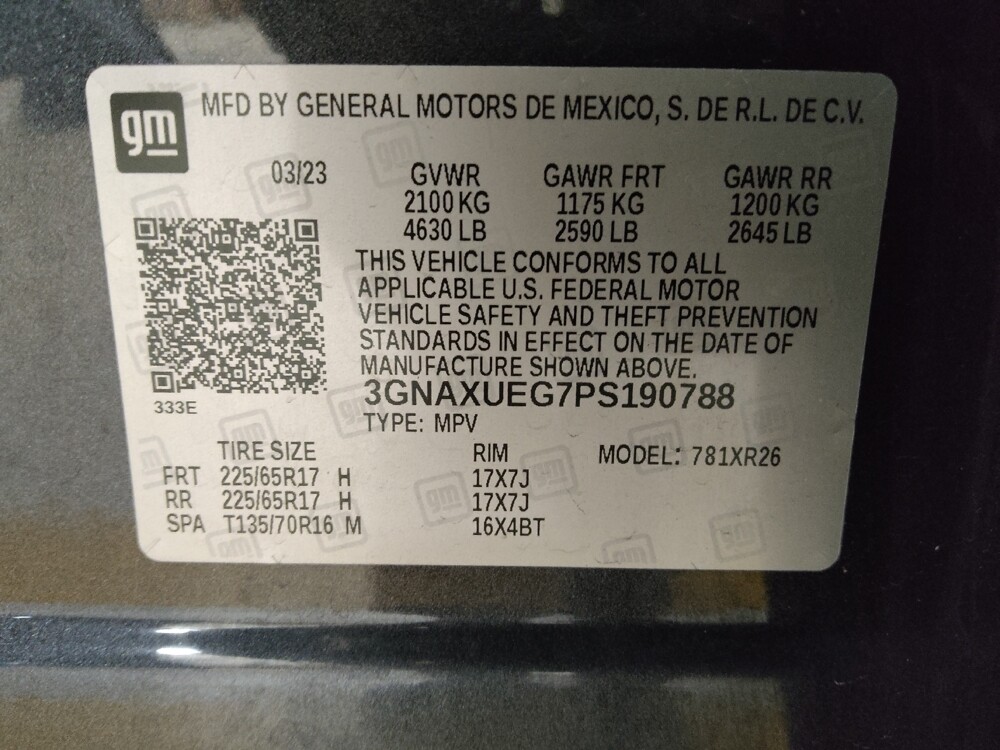 gm MFD BY GENERAL MOTORS DE MEXICO, S. DE R.L. DE C.V.
03/23 GVWR GAWR FRT GAWR RR
2100 KG 1175 KG 1200 KG
4630 LB 2590 LB 2645 LB
THIS VEHICLE CONFORMS TO ALL
APPLICABLE U.S. FEDERAL MOTOR
VEHICLE SAFETY AND THEFT PREVENTION
STANDARDS IN EFFECT ON THE DATE OF
MANUFACTURE SHOWN ABOVE.
3GNAXUEG7PS190788
333E
TYPE: MPV
TIRE SIZE RIM MODEL: 781XR26
FRT 225/65R17 H 17X7J
RR 225/65R17 H 17X7J
SPA T135/70R16 M 16X4BT